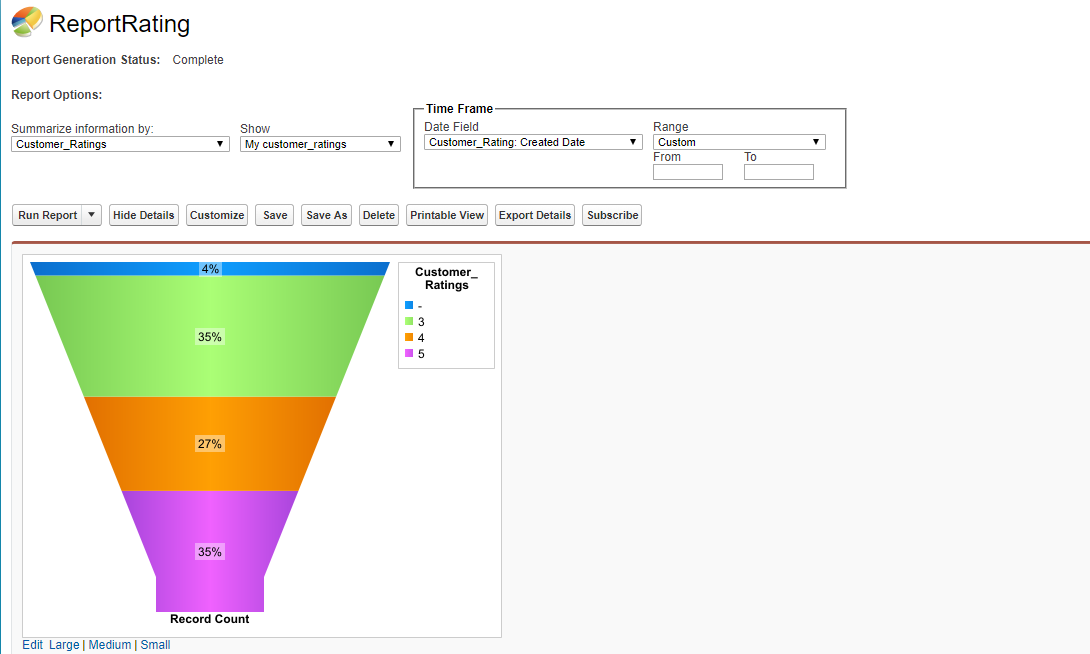 ReportRating
Report Generation Status: Complete
Report Options:
Summarize information by:
Customer_Ratings
Show
My customer_ratings
Time Frame
Date Field
Customer_Rating: Created Date
Range
Custom
From To
Run Report Hide Details Customize Save Save As Delete Printable View Export Details Subscribe
4%
35%
27%
35%
Record Count
Customer_
Ratings
-
3
4
5
Edit Large | Medium | Small